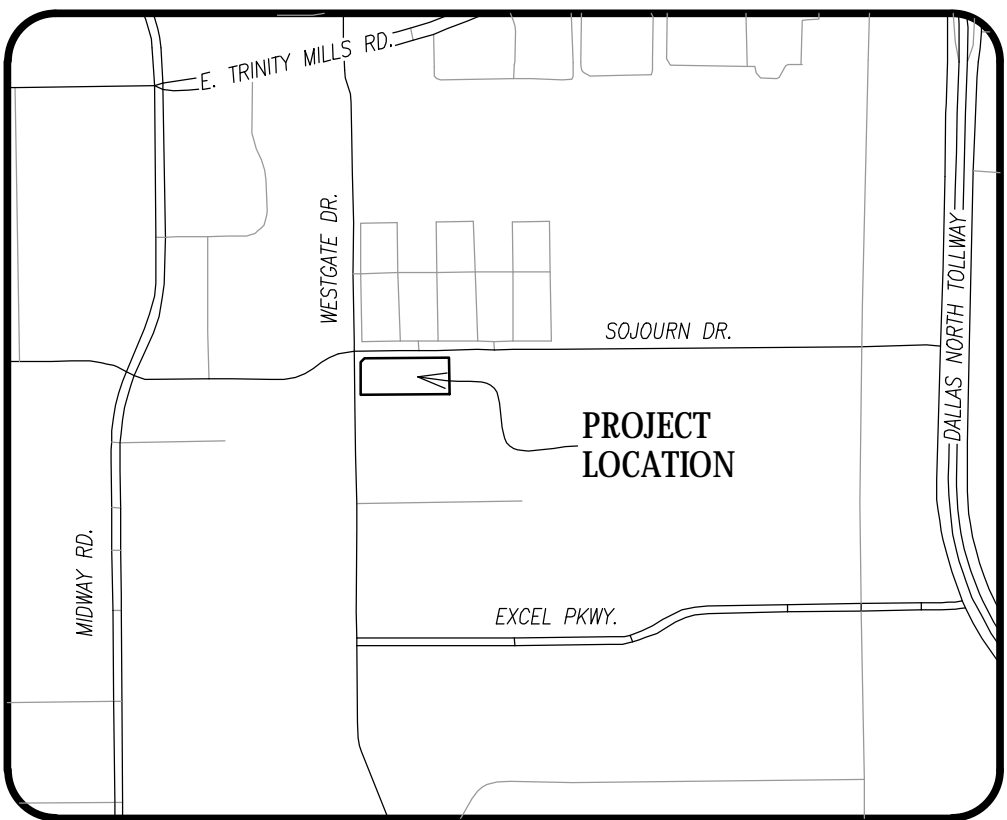 E. TRINITY MILLS RD.
WESTGATE DR.
DALLAS NORTH TOLLWAY
SOJOURN DR.
PROJECT
LOCATION
MIDWAY RD.
EXCEL PKWY.